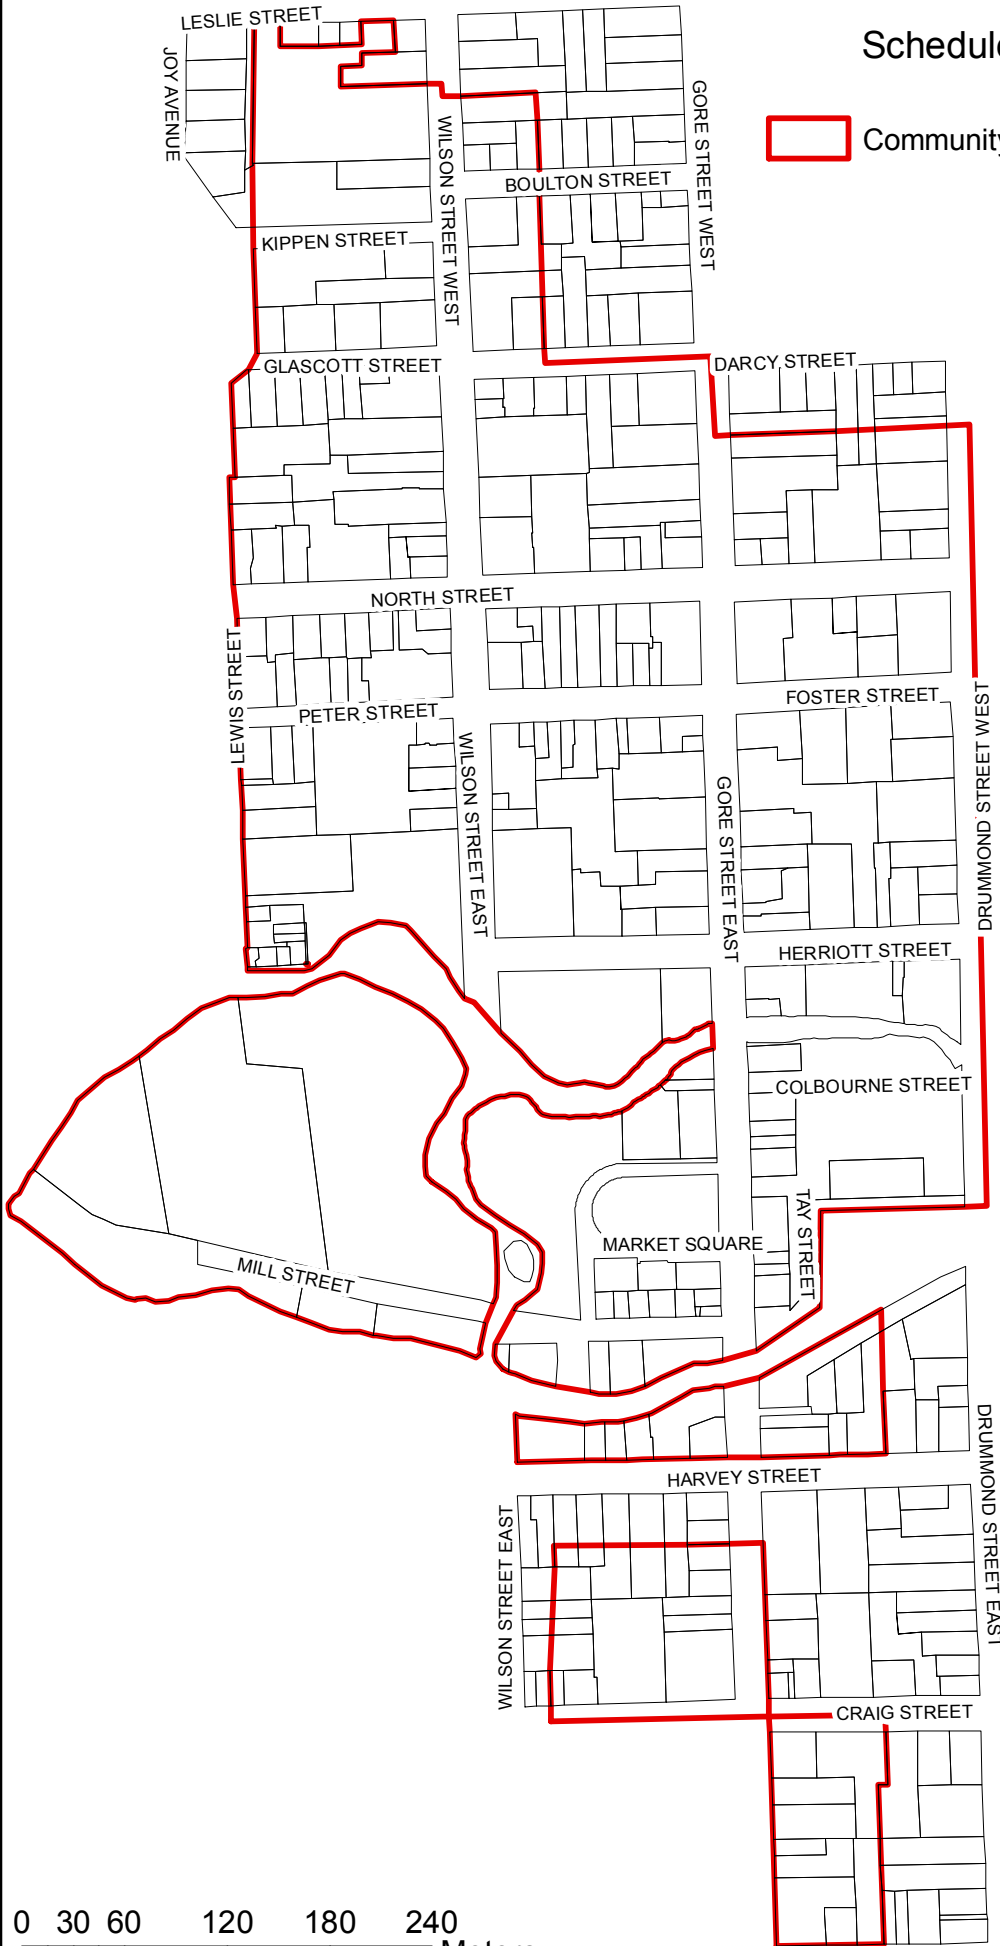 LESLIE STREET
Schedule
JOY AVENUE
GORE STREET WEST
Community
WILSON STREET WEST
BOULTON STREET
KIPPEN STREET
GLASCOTT STREET
DARCY STREET
NORTH STREET
LEWIS STREET
FOSTER STREET
PETER STREET
DRUMMOND STREET WEST
WILSON STREET EAST
GORE STREET EAST
HERRIOTT STREET
COLBOURNE STREET
TAY STREET
MARKET SQUARE
MILL STREET
DRUMMOND STREET EAST
HARVEY STREET
WILSON STREET EAST
CRAIG STREET
0 30 60 120 180 240
Meters